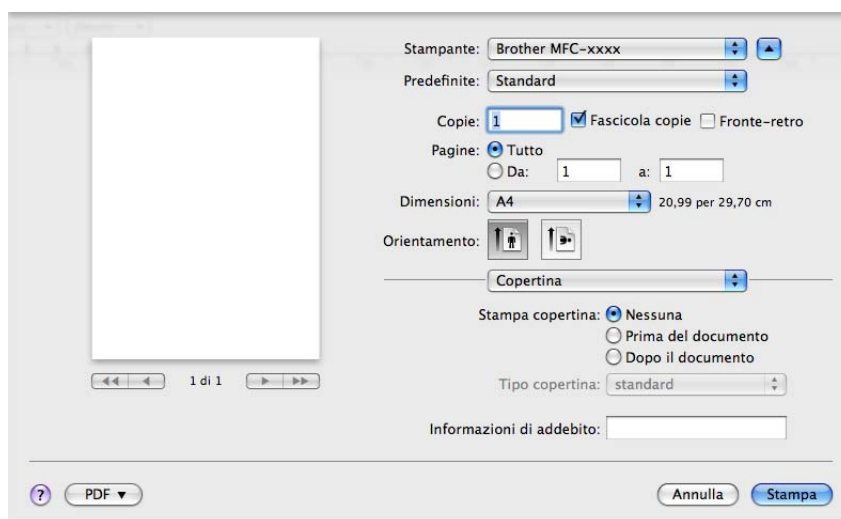 Stampante: Brother MFC-xxxx
Predefinite: Standard
Copie: 1 Fascicola copie Fronte-retro
Pagine: Tutto
Da: 1 a: 1
Dimensioni: A4 20,99 per 29,70 cm
Orientamento:
Copertina
Stampa copertina: Nessuna
Prima del documento
Dopo il documento
1 di 1
Tipo copertina: standard
Informazioni di addebito:
? PDF ▼ Annulla Stampa